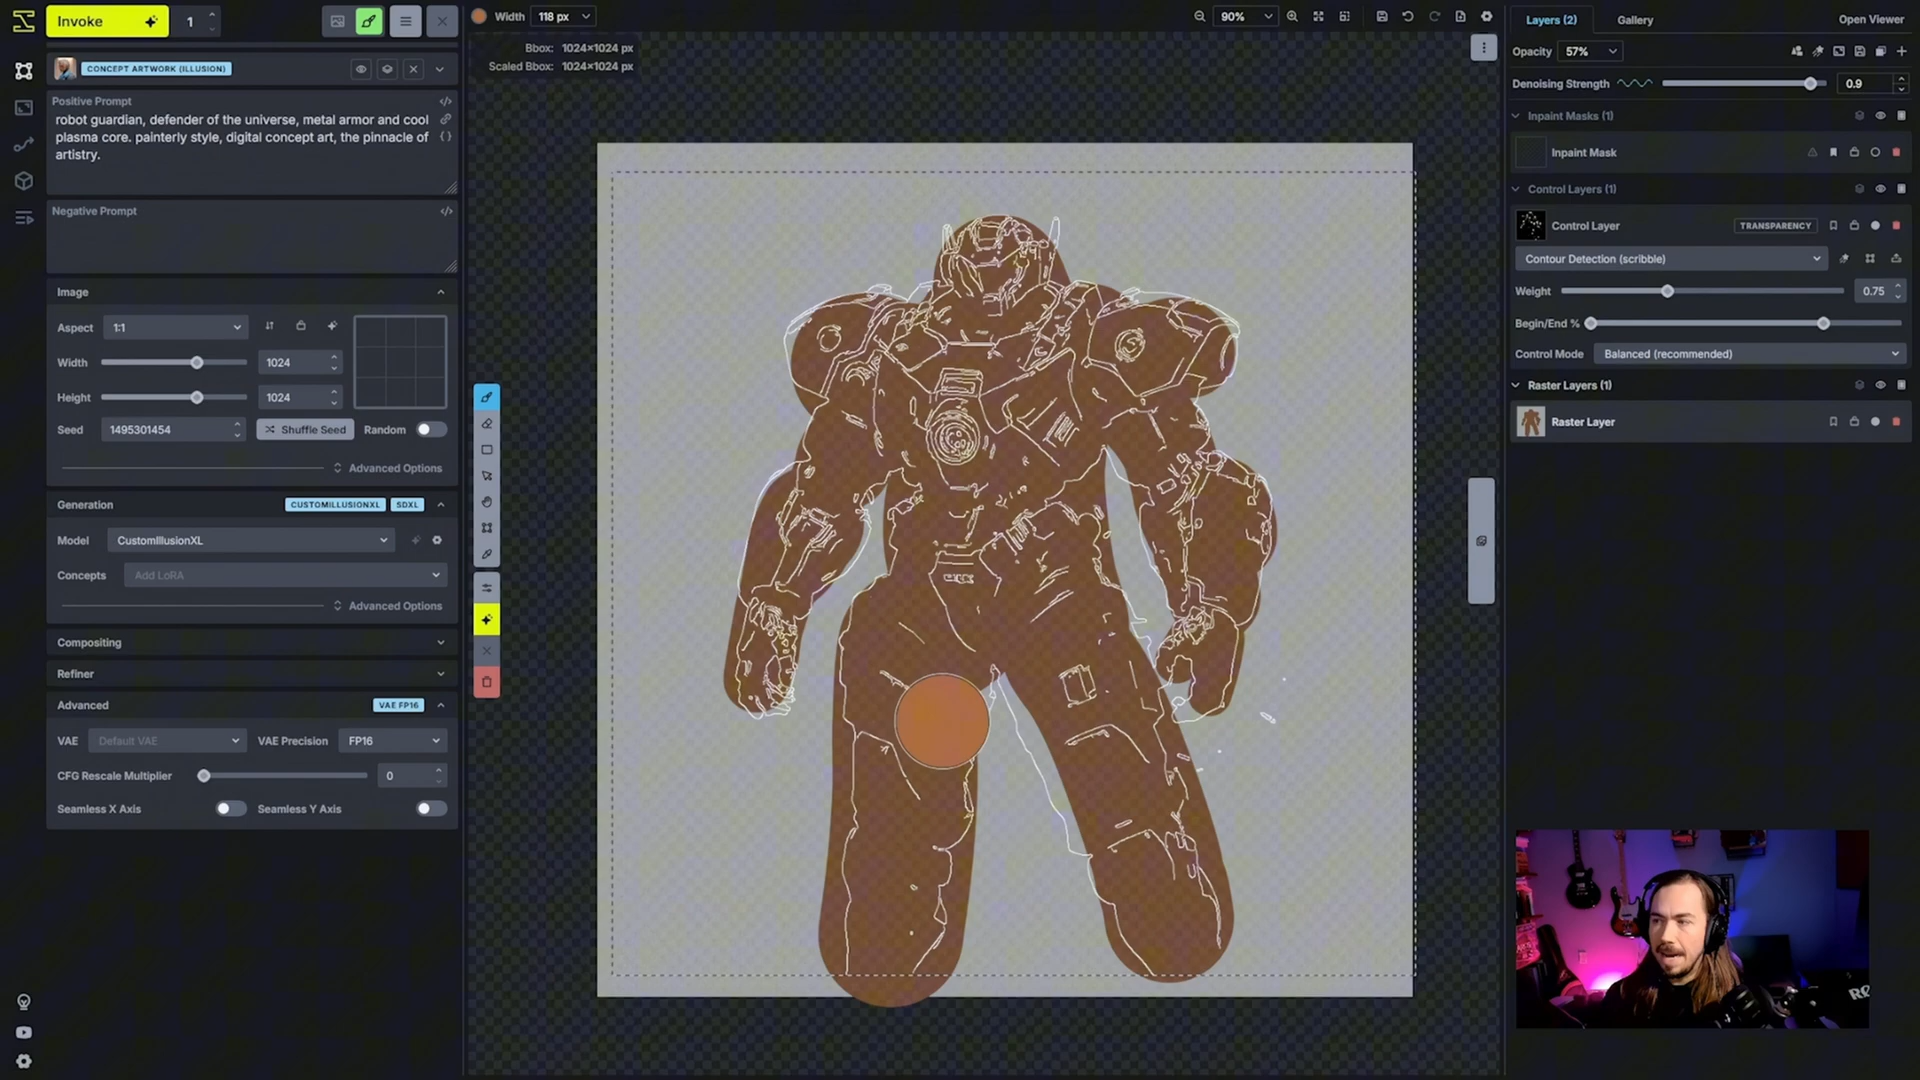 Invoke
1
Width
118 px
90%
Layers (2)
Gallery
Open Viewer
Bbox: 1024×1024 px
Scaled Bbox: 1024×1024 px
Opacity
57%
CONCEPT ARTWORK (ILLUSION)
Denoising Strength
0.9
Positive Prompt
robot guardian, defender of the universe, metal armor and cool
plasma core. painterly style, digital concept art, the pinnacle of
artistry.
Inpaint Masks (1)
Inpaint Mask
Control Layers (1)
Negative Prompt
Control Layer
TRANSPARENCY
Contour Detection (scribble)
Weight
0.75
Image
Begin/End %
Aspect
1:1
Control Mode
Balanced (recommended)
Width
1024
Raster Layers (1)
Height
1024
Raster Layer
Seed
1495301454
Shuffle Seed
Random
Advanced Options
Generation
CUSTOMILLUSIONXL
SDXL
Model
CustomIllusionXL
Concepts
Add LoRA
Advanced Options
Compositing
Refiner
Advanced
VAE FP16
VAE
Default VAE
VAE Precision
FP16
CFG Rescale Multiplier
0
Seamless X Axis
Seamless Y Axis